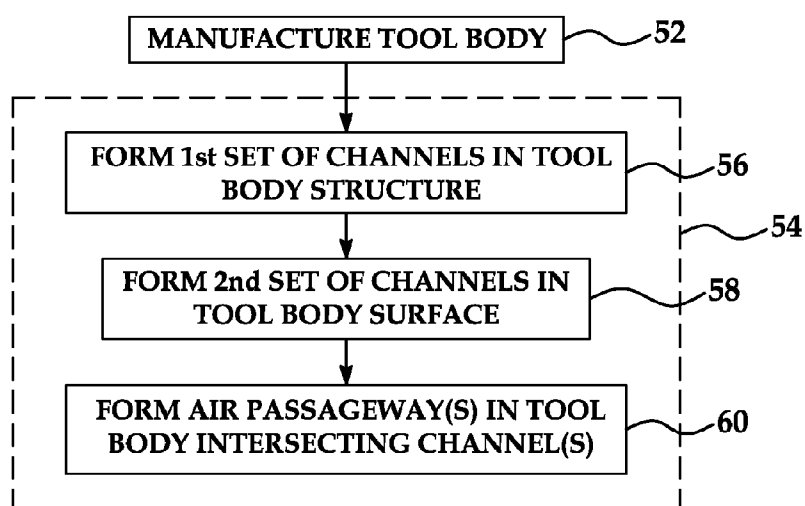 MANUFACTURE TOOL BODY
52
FORM 1st SET OF CHANNELS IN TOOL
BODY STRUCTURE
56
54
FORM 2nd SET OF CHANNELS IN
TOOL BODY SURFACE
58
FORM AIR PASSAGEWAY(S) IN TOOL
BODY INTERSECTING CHANNEL(S)
60